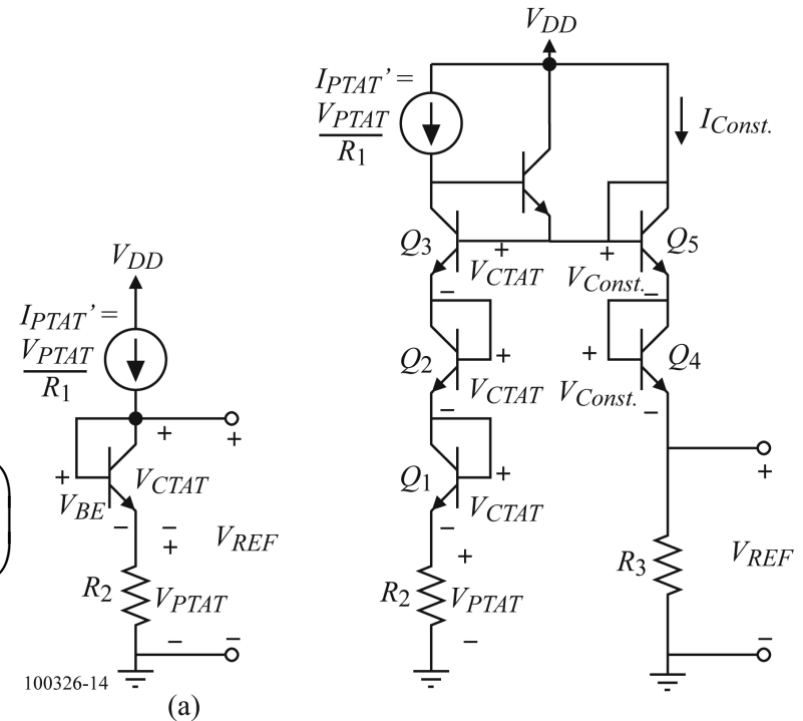 V_DD
I_PTAT' =
V_PTAT
R_1
+
+
+
V_CTAT
V_BE
−
−
+
V_REF
R_2
V_PTAT
−
−
100326-14
(a)
V_DD
I_PTAT' =
V_PTAT
R_1
I_Const.
Q_3
+
V_CTAT
−
+
V_Const.
−
Q_5
Q_2
+
V_CTAT
−
+
V_Const.
−
Q_4
Q_1
+
V_CTAT
−
+
R_2
V_PTAT
−
R_3
+
V_REF
−